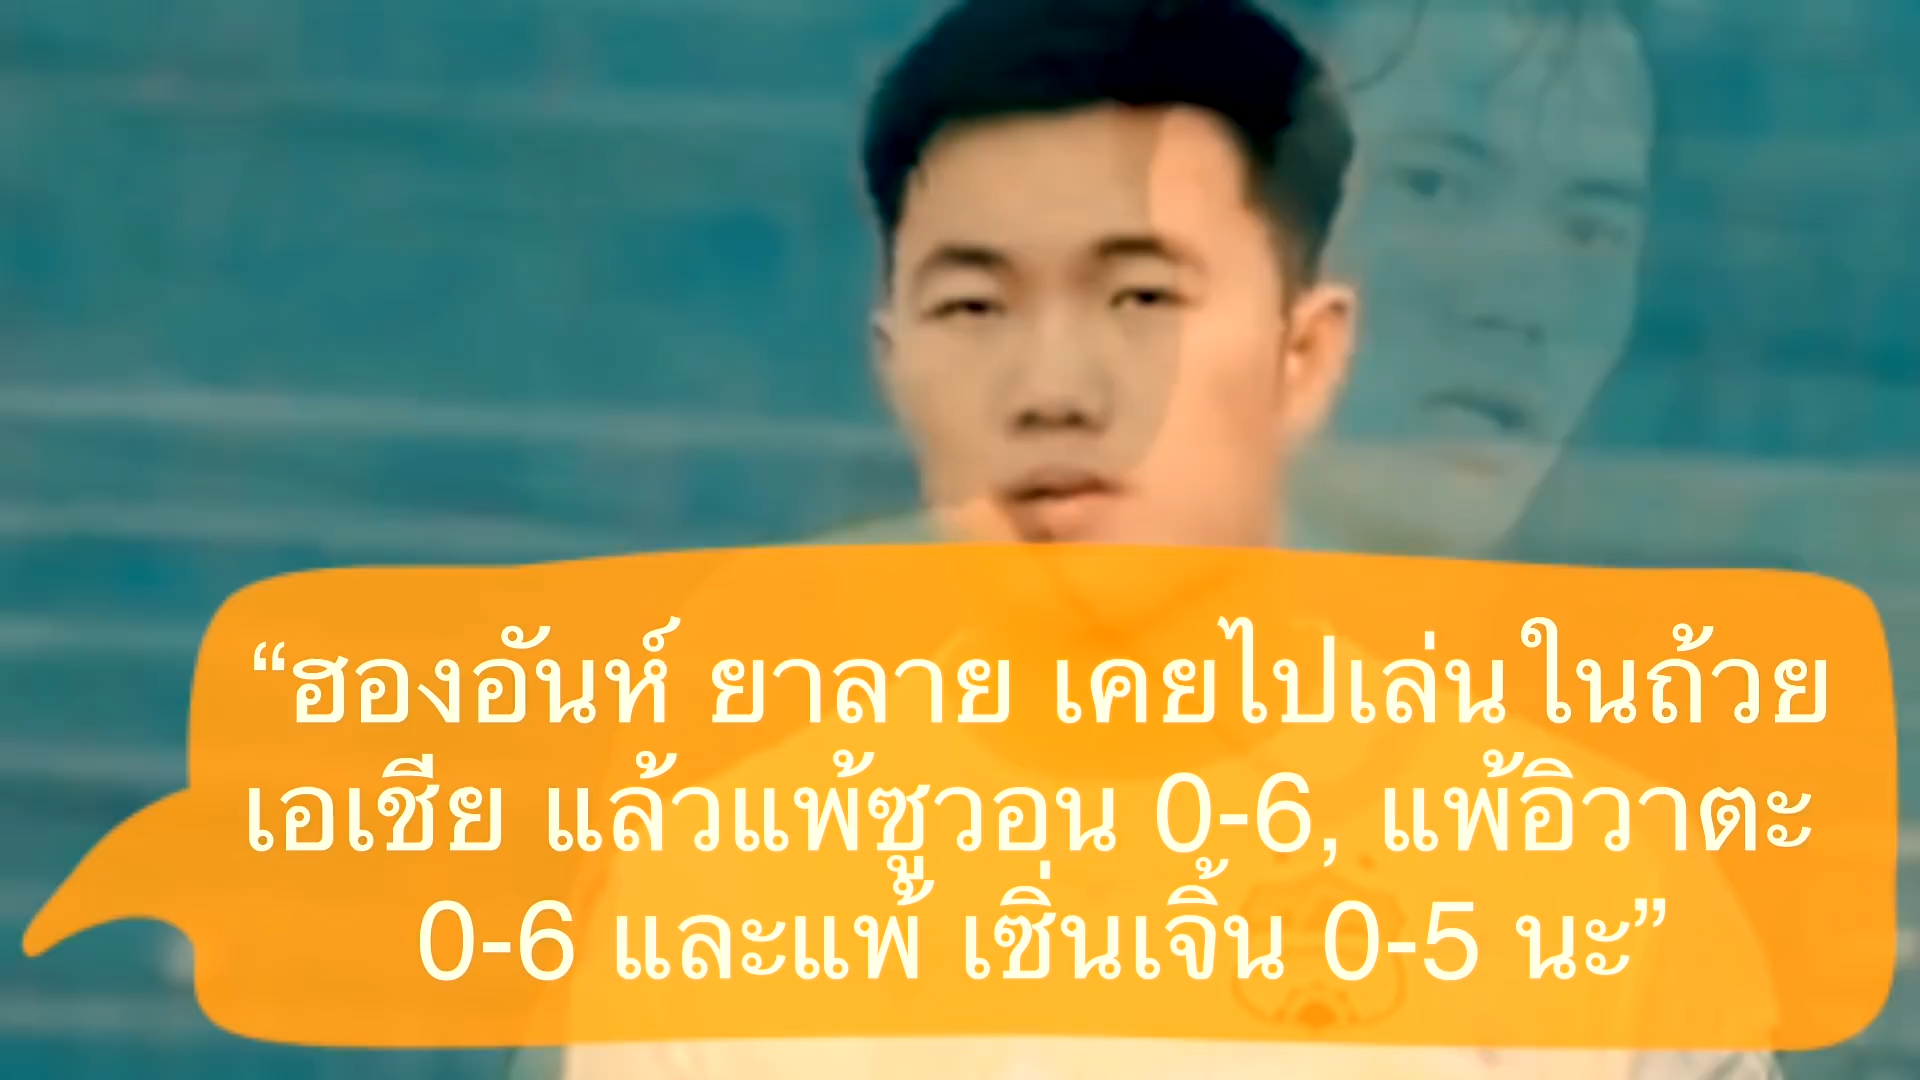 “ฮองอันห์ ยาลาย เคยไปเล่นในถ้วย
เอเชีย แล้วแพ้ซูวอน 0-6, แพ้อิวาตะ
0-6 และแพ้ เซิ่นเจิ้น 0-5 นะ”